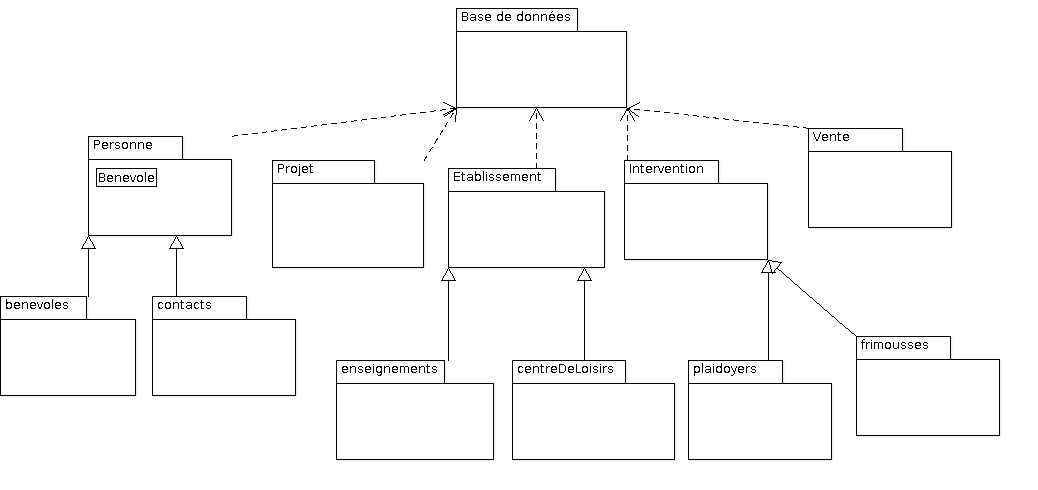 Base de données
Personne
Benevole
Projet
Etablissement
Intervention
Vente
benevoles
contacts
enseignements
centreDeLoisirs
plaidoyers
frimousses